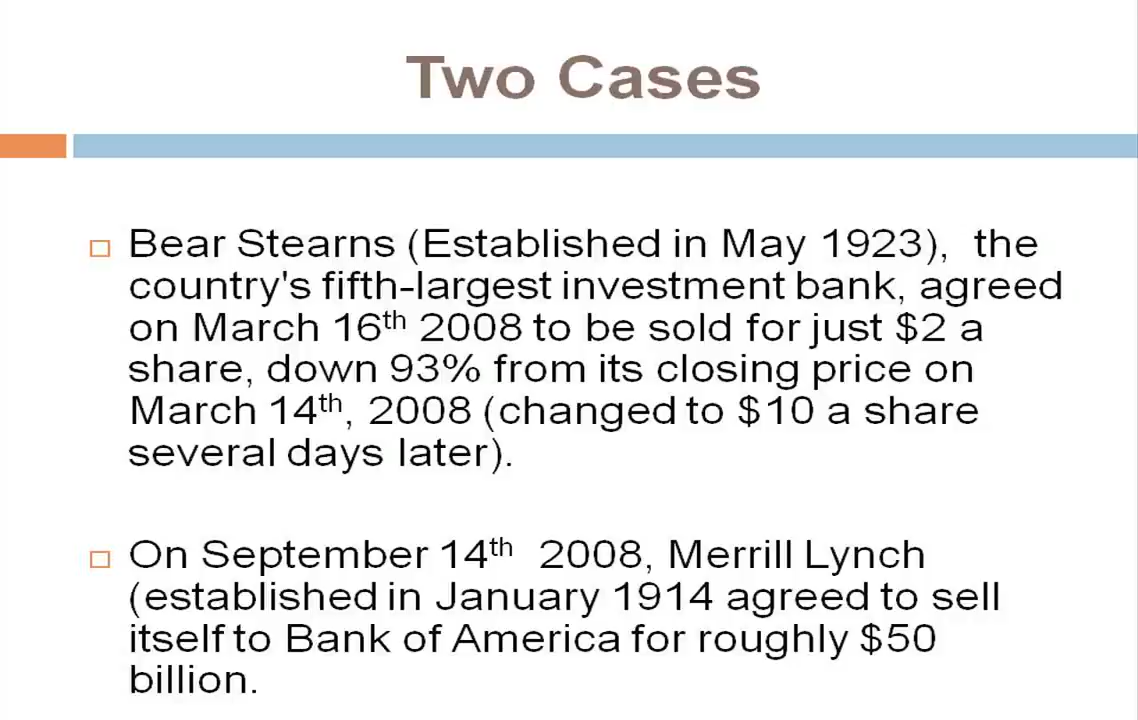 Two Cases
Bear Stearns (Established in May 1923),  the
country's fifth-largest investment bank, agreed
on March 16th 2008 to be sold for just $2 a
share, down 93% from its closing price on
March 14th, 2008 (changed to $10 a share
several days later).
On September 14th  2008, Merrill Lynch
(established in January 1914 agreed to sell
itself to Bank of America for roughly $50
billion.